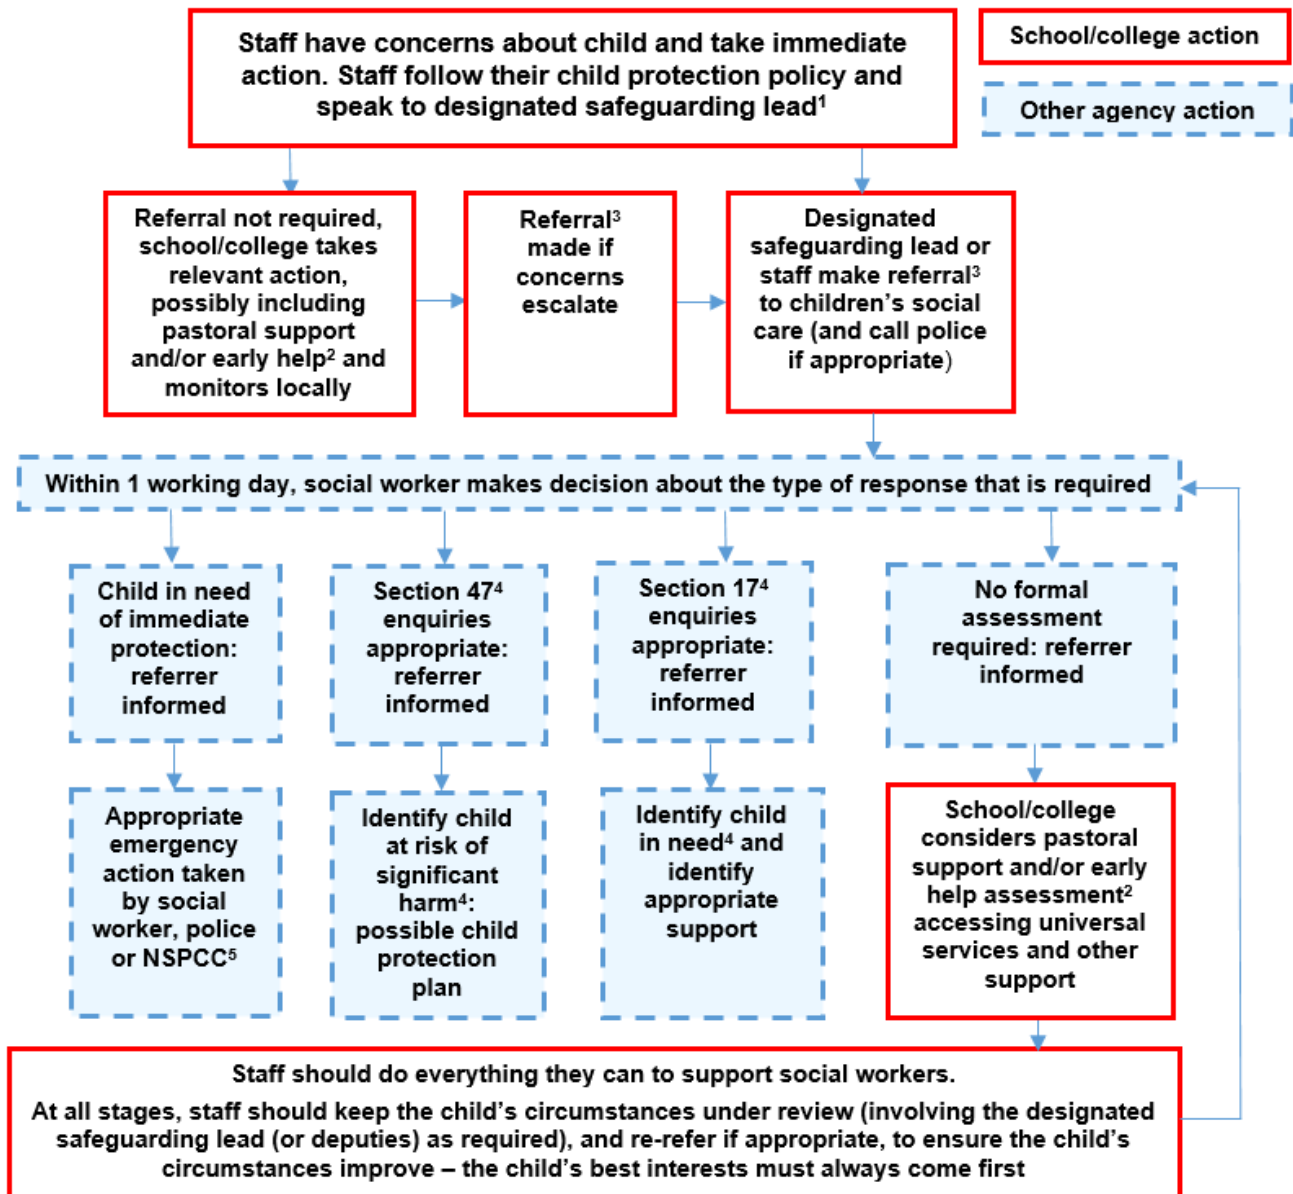 Staff have concerns about child and take immediate
action. Staff follow their child protection policy and
speak to designated safeguarding lead¹
School/college action
Other agency action
Referral not required,
school/college takes
relevant action,
possibly including
pastoral support
and/or early help² and
monitors locally
Referral³
made if
concerns
escalate
Designated
safeguarding lead or
staff make referral³
to children’s social
care (and call police
if appropriate)
Within 1 working day, social worker makes decision about the type of response that is required
Child in need
of immediate
protection:
referrer
informed
Section 47⁴
enquiries
appropriate:
referrer
informed
Section 17⁴
enquiries
appropriate:
referrer
informed
No formal
assessment
required: referrer
informed
Appropriate
emergency
action taken
by social
worker, police
or NSPCC⁵
Identify child
at risk of
significant
harm⁴:
possible child
protection
plan
Identify child
in need⁴ and
identify
appropriate
support
School/college
considers pastoral
support and/or early
help assessment²
accessing universal
services and other
support
Staff should do everything they can to support social workers.
At all stages, staff should keep the child’s circumstances under review (involving the designated
safeguarding lead (or deputies) as required), and re-refer if appropriate, to ensure the child’s
circumstances improve – the child’s best interests must always come first